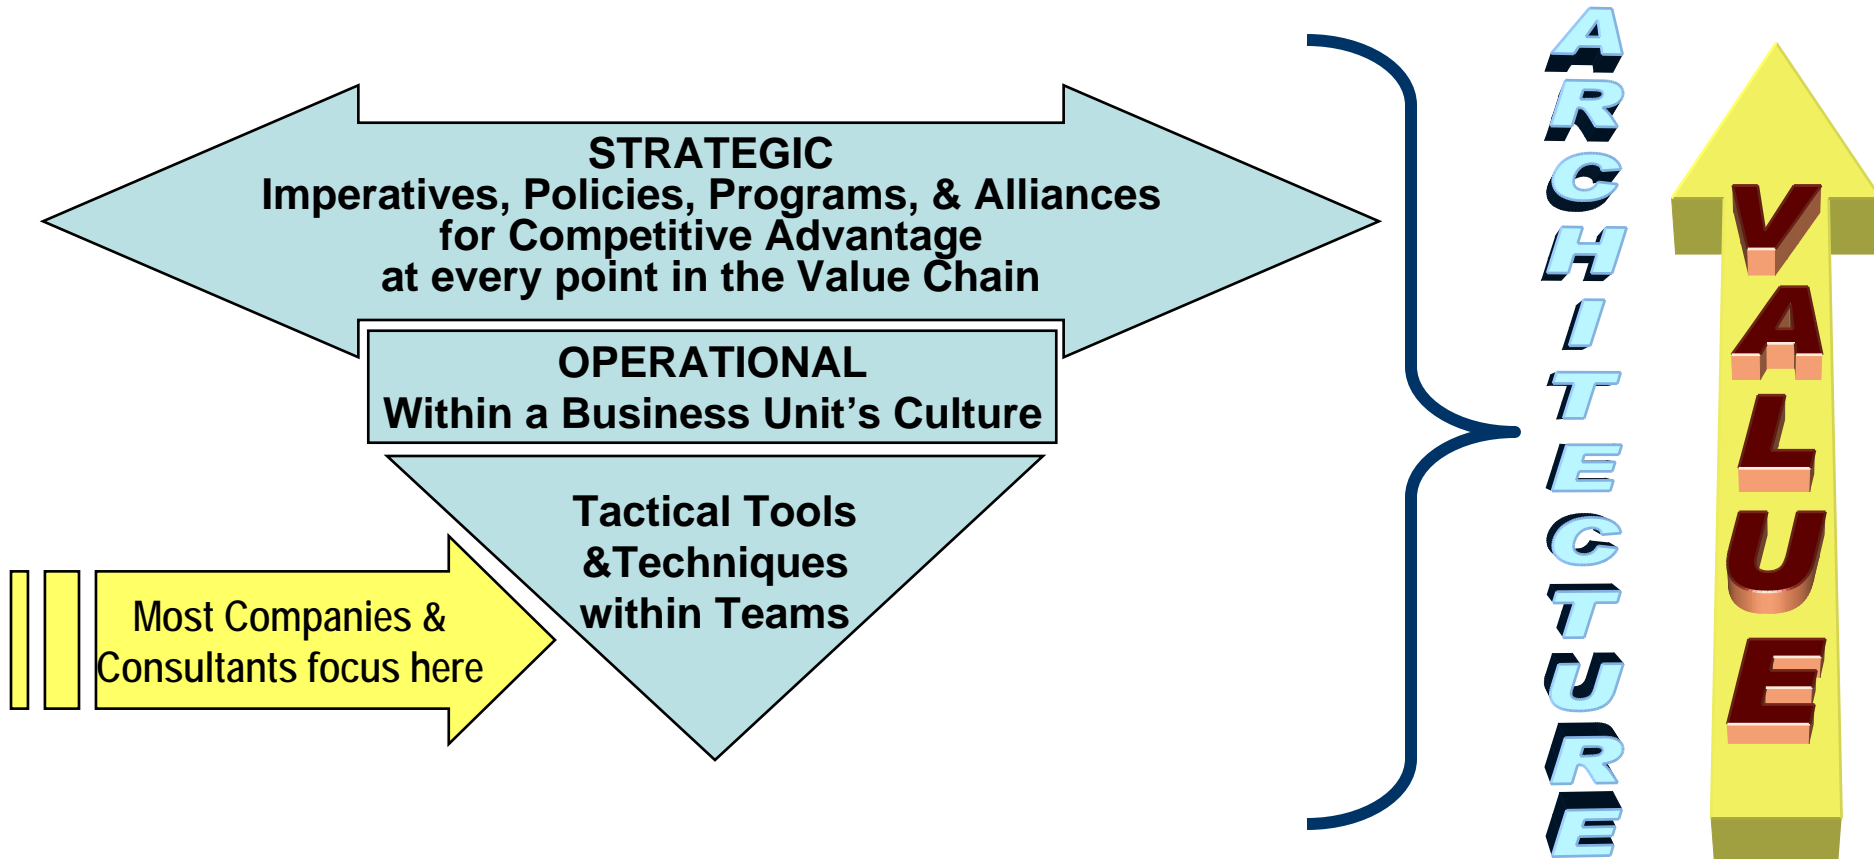 STRATEGIC
Imperatives, Policies, Programs, & Alliances
for Competitive Advantage
at every point in the Value Chain
OPERATIONAL
Within a Business Unit’s Culture
Tactical Tools
&Techniques
within Teams
Most Companies &
Consultants focus here
ARCHITECTURE
VALUE